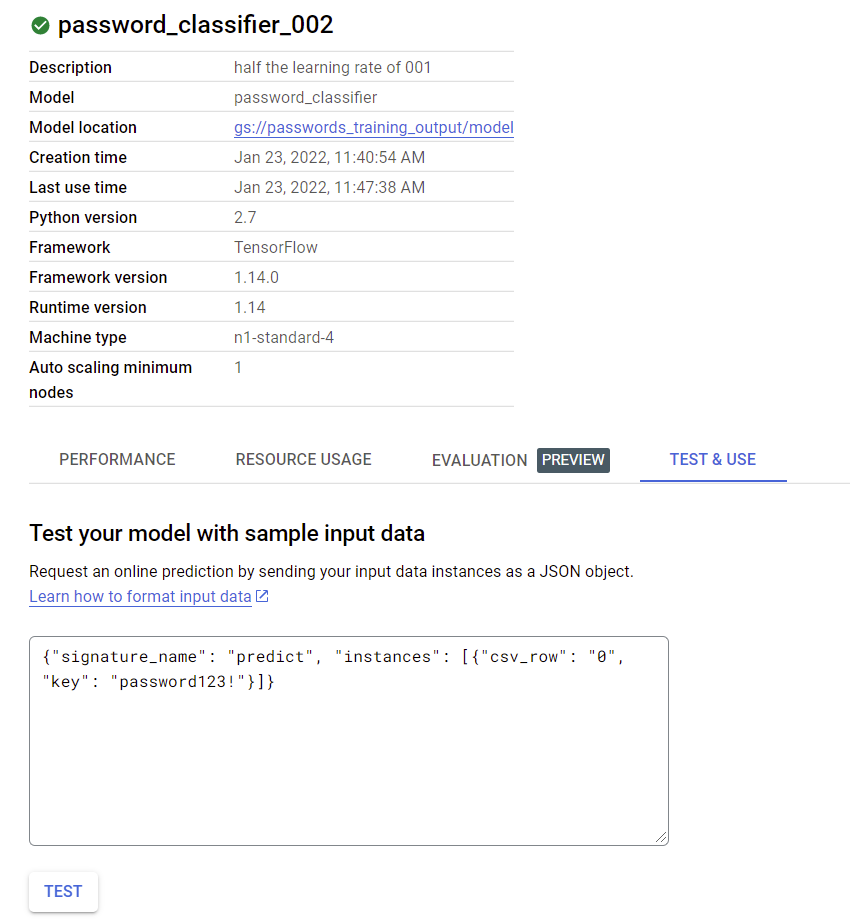 password_classifier_002
Description half the learning rate of 001
Model password_classifier
Model location gs://passwords_training_output/model
Creation time Jan 23, 2022, 11:40:54 AM
Last use time Jan 23, 2022, 11:47:38 AM
Python version 2.7
Framework TensorFlow
Framework version 1.14.0
Runtime version 1.14
Machine type n1-standard-4
Auto scaling minimum 1
nodes
PERFORMANCE RESOURCE USAGE EVALUATION PREVIEW TEST & USE
Test your model with sample input data
Request an online prediction by sending your input data instances as a JSON object.
Learn how to format input data
{"signature_name": "predict", "instances": [{"csv_row": "0",
"key": "password123!"}]}
TEST